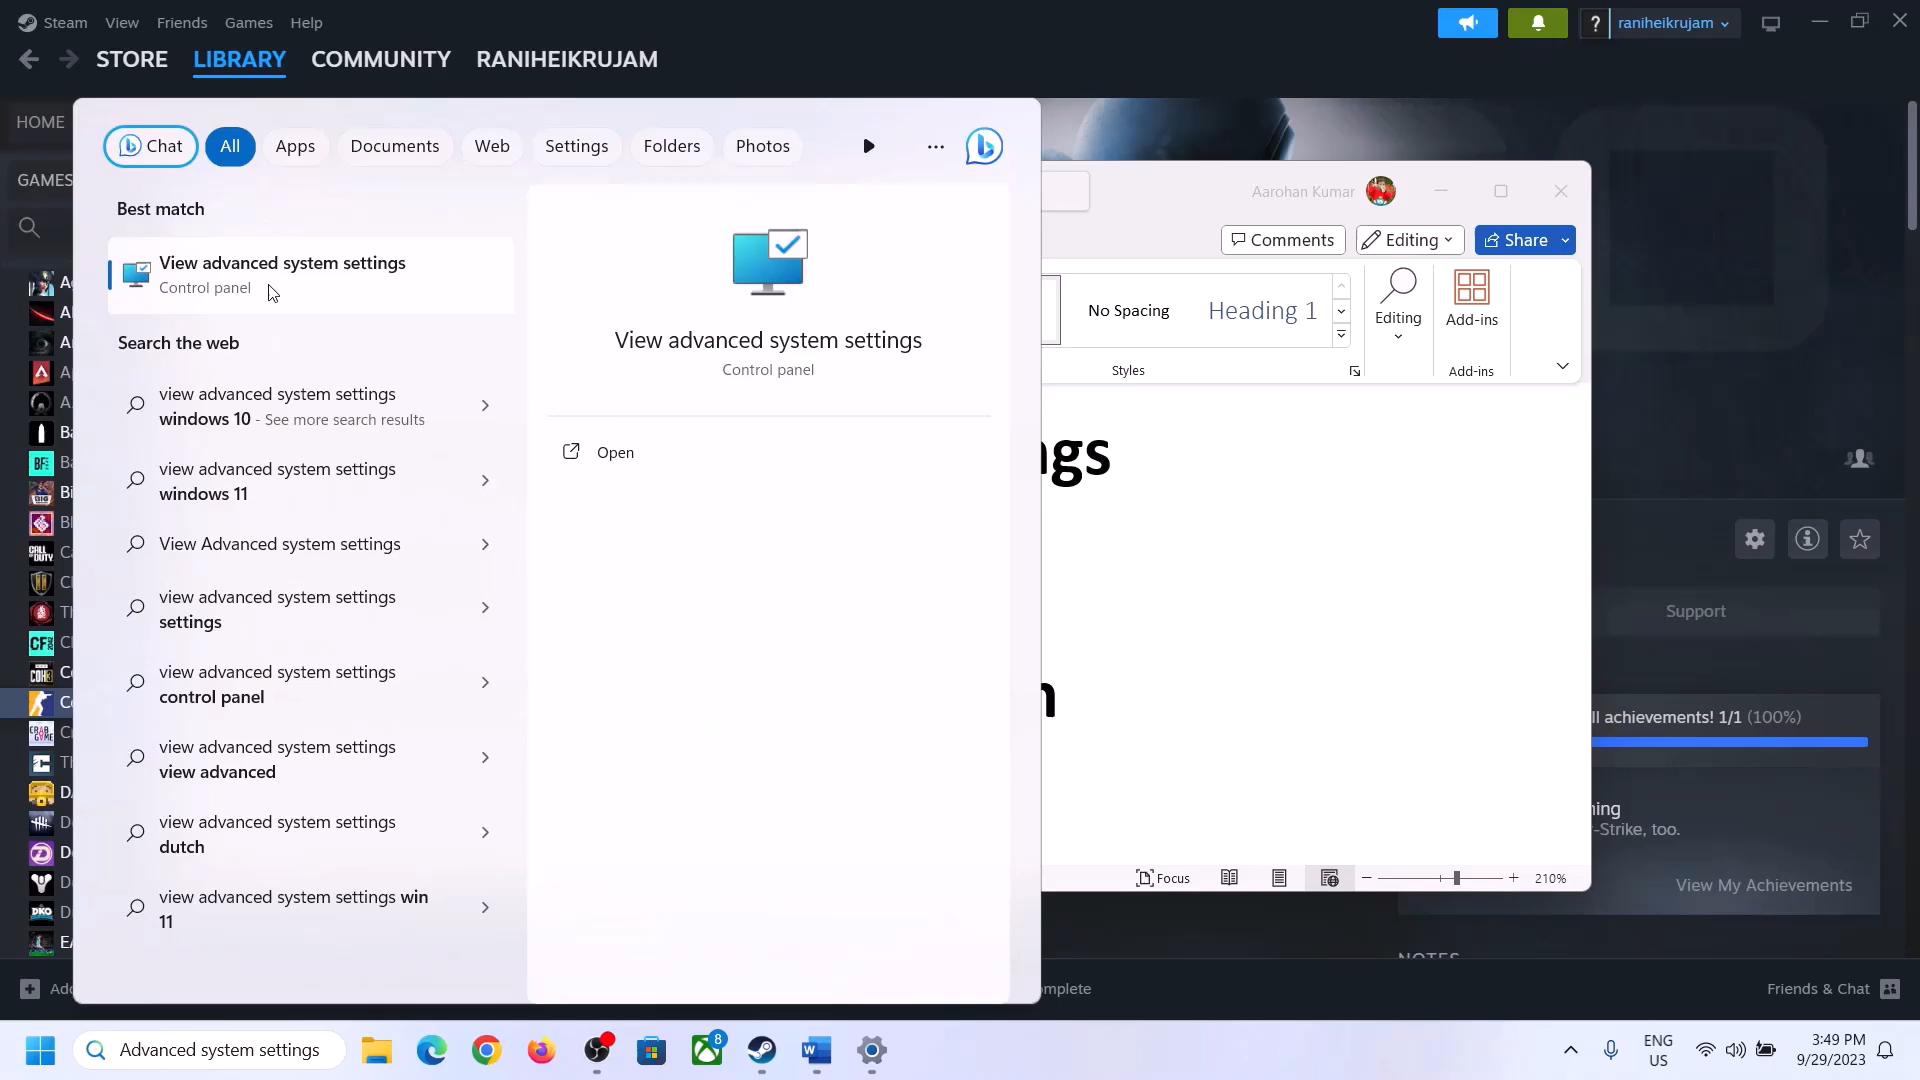 Steam View Friends Games Help
raniheikrujam
STORE LIBRARY COMMUNITY RANIHEIKRUJAM
HOME
GAMES
Chat All Apps Documents Web Settings Folders Photos
Best match
View advanced system settings
Control panel
Search the web
view advanced system settings
windows 10 - See more search results
view advanced system settings
windows 11
View Advanced system settings
view advanced system settings
settings
view advanced system settings
control panel
view advanced system settings
view advanced
view advanced system settings
dutch
view advanced system settings win
11
View advanced system settings
Control panel
Open
Aarohan Kumar
Comments Editing Share
No Spacing Heading 1
Editing
Add-ins
Styles
Add-ins
ngs
n
Focus
210%
Support
ll achievements! 1/1 (100%)
-Strike, too.
View My Achievements
Friends & Chat
Advanced system settings
8
ENG
US
3:49 PM
9/29/2023